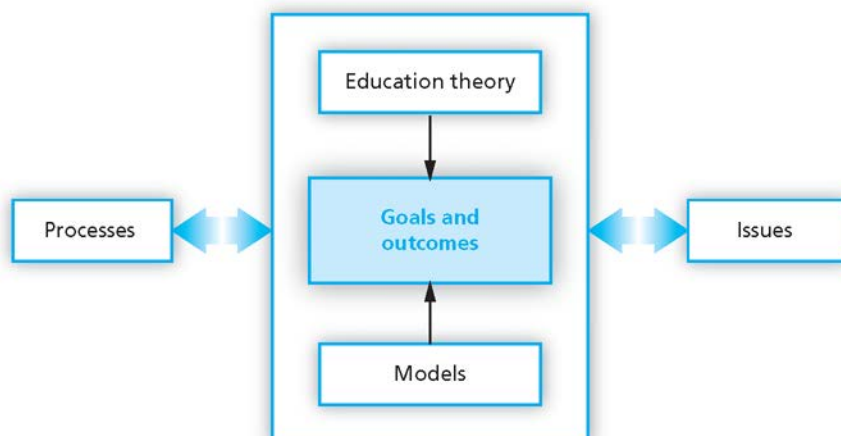 Education theory
Processes
Goals and
outcomes
Issues
Models